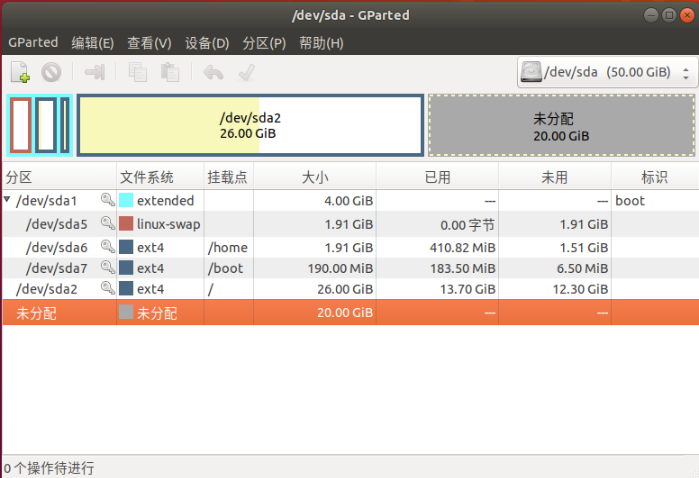 /dev/sda - GParted
GParted 编辑(E) 查看(V) 设备(D) 分区(P) 帮助(H)
/dev/sda (50.00 GiB)
/dev/sda2
26.00 GiB
未分配
20.00 GiB
分区 文件系统 挂载点 大小 已用 未用 标识
/dev/sda1 extended 4.00 GiB --- --- boot
/dev/sda5 linux-swap 1.91 GiB 0.00 字节 1.91 GiB
/dev/sda6 ext4 /home 1.91 GiB 410.82 MiB 1.51 GiB
/dev/sda7 ext4 /boot 190.00 MiB 183.50 MiB 6.50 MiB
/dev/sda2 ext4 / 26.00 GiB 13.70 GiB 12.30 GiB
未分配 未分配 20.00 GiB --- ---
0 个操作待进行